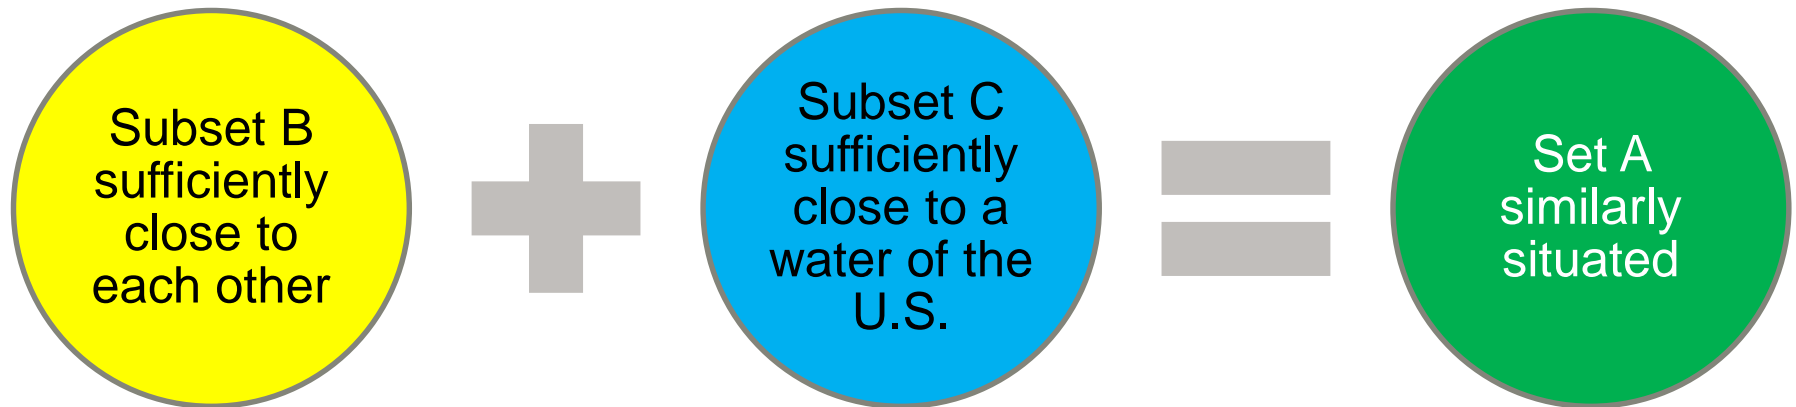 Subset B
sufficiently
close to
each other
Subset C
sufficiently
close to a
water of the
U.S.
Set A
similarly
situated